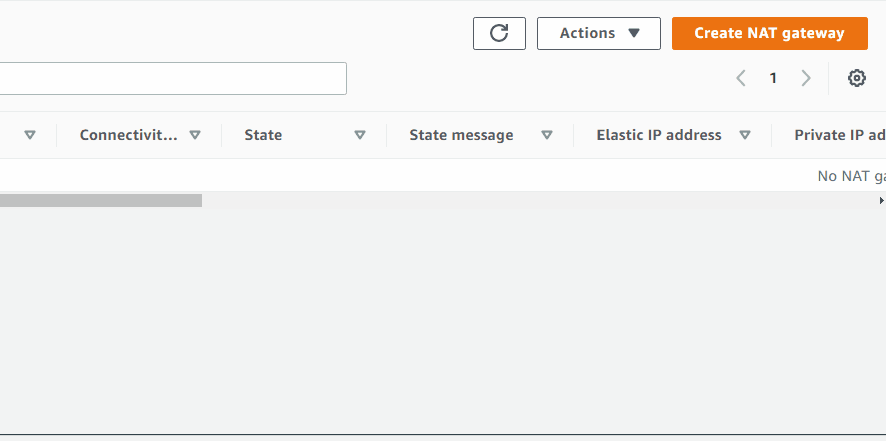 Actions Create NAT gateway
1
Connectivit... State State message Elastic IP address Private IP ad
No NAT ga